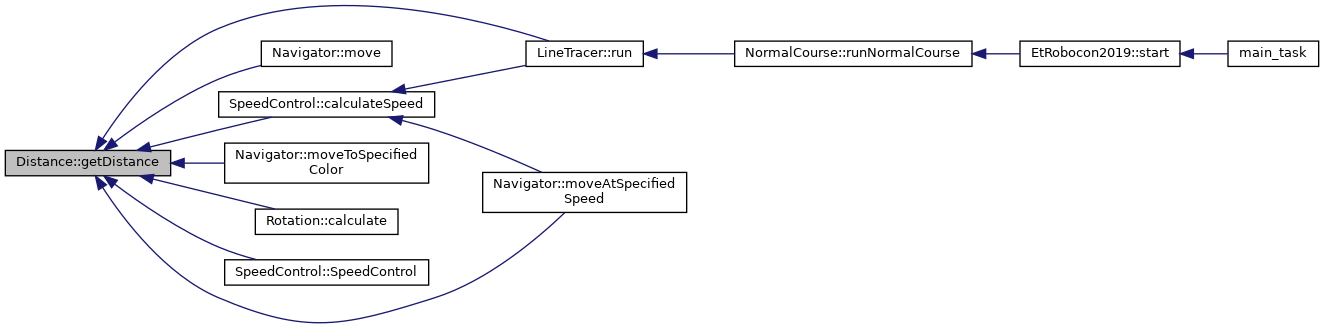 LineTracer::run
Navigator::move
NormalCourse::runNormalCourse
EtRobocon2019::start
main_task
SpeedControl::calculateSpeed
Distance::getDistance
Navigator::moveToSpecified
Color
Navigator::moveAtSpecified
Speed
Rotation::calculate
SpeedControl::SpeedControl